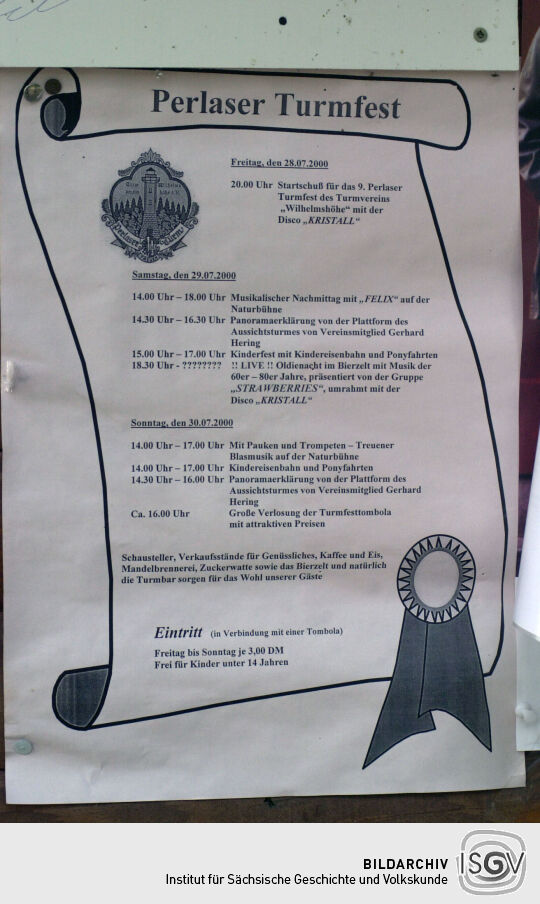 Perlaser Turmfest
Freitag, den 28.07.2000
20.00 Uhr Startschuß für das 9. Perlaser
Turmfest des Turmvereins
„Wilhelmshöhe“ mit der
Disco „KRISTALL“
Perlaser Turm
Samstag, den 29.07.2000
14.00 Uhr – 18.00 Uhr Musikalischer Nachmittag mit „FELIX“ auf der
Naturbühne
14.30 Uhr – 16.30 Uhr Panoramaerklärung von der Plattform des
Aussichtsturmes von Vereinsmitglied Gerhard
Hering
15.00 Uhr – 17.00 Uhr Kinderfest mit Kindereisenbahn und Ponyfahrten
18.30 Uhr - ???????? !! LIVE !! Oldienacht im Bierzelt mit Musik der
60er – 80er Jahre, präsentiert von der Gruppe
„STRAWBERRIES“, umrahmt mit der
Disco „KRISTALL“
Sonntag, den 30.07.2000
14.00 Uhr – 17.00 Uhr Mit Pauken und Trompeten – Treuener
Blasmusik auf der Naturbühne
14.00 Uhr – 17.00 Uhr Kindereisenbahn und Ponyfahrten
14.30 Uhr – 16.00 Uhr Panoramaerklärung von der Plattform des
Aussichtsturmes von Vereinsmitglied Gerhard
Hering
Ca. 16.00 Uhr Große Verlosung der Turmfesttombola
mit attraktiven Preisen
Schausteller, Verkaufsstände für Genüssliches, Kaffee und Eis,
Mandelbrennerei, Zuckerwatte sowie das Bierzelt und natürlich
die Turmbar sorgen für das Wohl unserer Gäste
Eintritt (in Verbindung mit einer Tombola)
Freitag bis Sonntag je 3,00 DM
Frei für Kinder unter 14 Jahren
BILDARCHIV
Institut für Sächsische Geschichte und Volkskunde
ISGV